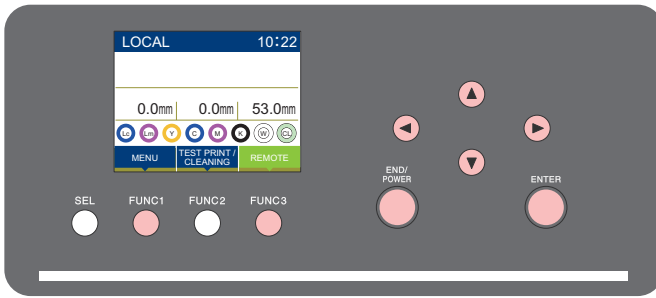 LOCAL 10:22
0.0mm 0.0mm 53.0mm
Lc Lm Y C M K W CL
MENU TEST PRINT / CLEANING REMOTE
SEL FUNC1 FUNC2 FUNC3
END/
POWER
ENTER